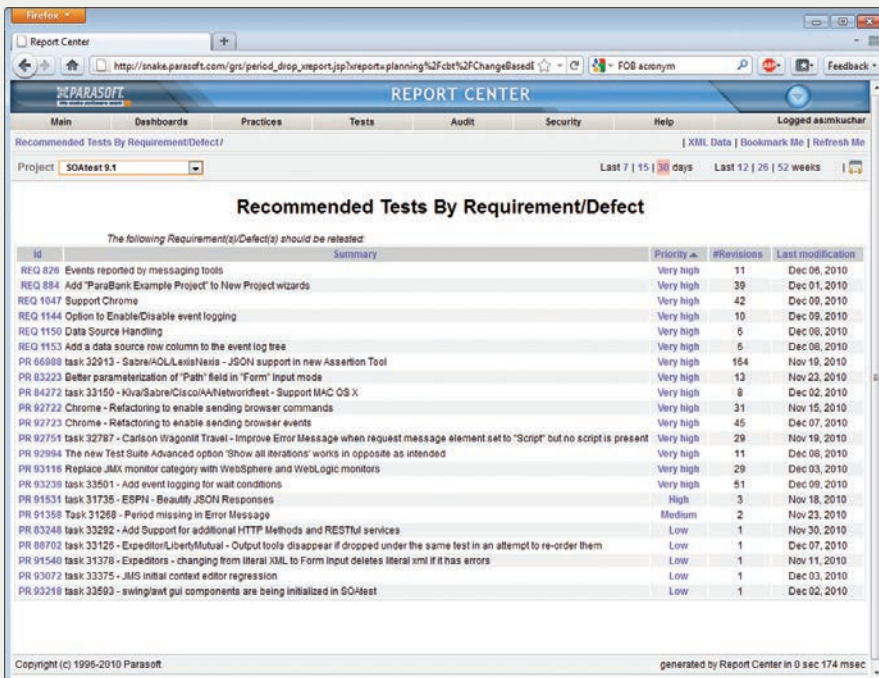 Firefox
Report Center
http://snake.parasoft.com/grs/period_drop_xreport.jsp?xreport=planning%2Fcbt%2FChangeBasedE
FOB acronym
Feedback
PARASOFT.
We make software work
REPORT CENTER
Main Dashboards Practices Tests Audit Security Help Logged as:mkuchar
Recommended Tests By Requirement/Defect / | XML Data | Bookmark Me | Refresh Me
Project SOAtest 9.1 Last 7 | 15 | 30 days Last 12 | 26 | 52 weeks |
Recommended Tests By Requirement/Defect
The following Requirement(s)/Defect(s) should be retested:
Id Summary Priority #Revisions Last modification
REQ 826 Events reported by messaging tools Very high 11 Dec 06, 2010
REQ 884 Add "ParaBank Example Project" to New Project wizards Very high 39 Dec 01, 2010
REQ 1047 Support Chrome Very high 42 Dec 09, 2010
REQ 1144 Option to Enable/Disable event logging Very high 10 Dec 09, 2010
REQ 1150 Data Source Handling Very high 6 Dec 08, 2010
REQ 1153 Add a data source row column to the event log tree Very high 6 Dec 08, 2010
PR 66988 task 32913 - Sabre/AOL/LexisNexis - JSON support in new Assertion Tool Very high 164 Nov 19, 2010
PR 83223 Better parameterization of "Path" field in "Form" Input mode Very high 13 Nov 23, 2010
PR 84272 task 33150 - Kiva/Sabre/Cisco/AA/Networkfleet - Support MAC OS X Very high 8 Dec 02, 2010
PR 92722 Chrome - Refactoring to enable sending browser commands Very high 31 Nov 15, 2010
PR 92723 Chrome - Refactoring to enable sending browser events Very high 45 Dec 07, 2010
PR 92751 task 32787 - Carlson Wagonlit Travel - Improve Error Message when request message element set to "Script" but no script is present Very high 29 Nov 19, 2010
PR 92994 The new Test Suite Advanced option 'Show all iterations' works in opposite as intended Very high 11 Dec 08, 2010
PR 93116 Replace JMX monitor category with WebSphere and WebLogic monitors Very high 29 Dec 03, 2010
PR 93239 task 33501 - Add event logging for wait conditions Very high 51 Dec 09, 2010
PR 91531 task 31735 - ESPN - Beautify JSON Responses High 3 Nov 18, 2010
PR 91358 Task 31268 - Period missing in Error Message Medium 2 Nov 23, 2010
PR 83248 task 33292 - Add Support for additional HTTP Methods and RESTful services Low 1 Nov 30, 2010
PR 88702 task 33126 - Expeditor/LibertyMutual - Output tools disappear if dropped under the same test in an attempt to re-order them Low 1 Dec 07, 2010
PR 91540 task 31378 - Expeditors - changing from literal XML to Form Input deletes literal xml if it has errors Low 1 Nov 11, 2010
PR 93072 task 33375 - JMS initial context editor regression Low 1 Dec 03, 2010
PR 93218 task 33593 - swing/awt gui components are being initialized in SOAtest Low 1 Dec 02, 2010
Copyright (c) 1996-2010 Parasoft generated by Report Center in 0 sec 174 msec